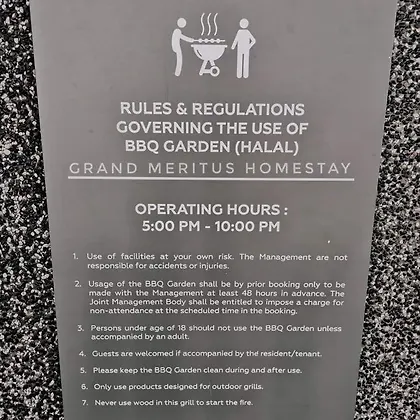 RULES & REGULATIONS
GOVERNING THE USE OF
BBQ GARDEN (HALAL)
GRAND MERITUS HOMESTAY
OPERATING HOURS :
5:00 PM - 10:00 PM
1. Use of facilities at your own risk. The Management are not
responsible for accidents or injuries.
2. Usage of the BBQ Garden shall be by prior booking only to be
made with the Management at least 48 hours in advance. The
Joint Management Body shall be entitled to impose a charge for
non-attendance at the scheduled time in the booking.
3. Persons under age of 18 should not use the BBQ Garden unless
accompanied by an adult.
4. Guests are welcomed if accompanied by the resident/tenant.
5. Please keep the BBQ Garden clean during and after use.
6. Only use products designed for outdoor grills.
7. Never use wood in this grill to start the fire.